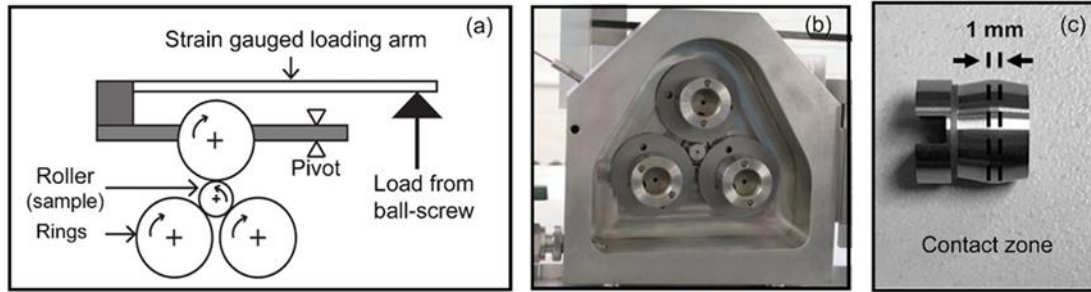 (a)
Strain gauged loading arm
Pivot
Roller
(sample)
Rings
Load from
ball-screw
(b)
(c)
1 mm
Contact zone